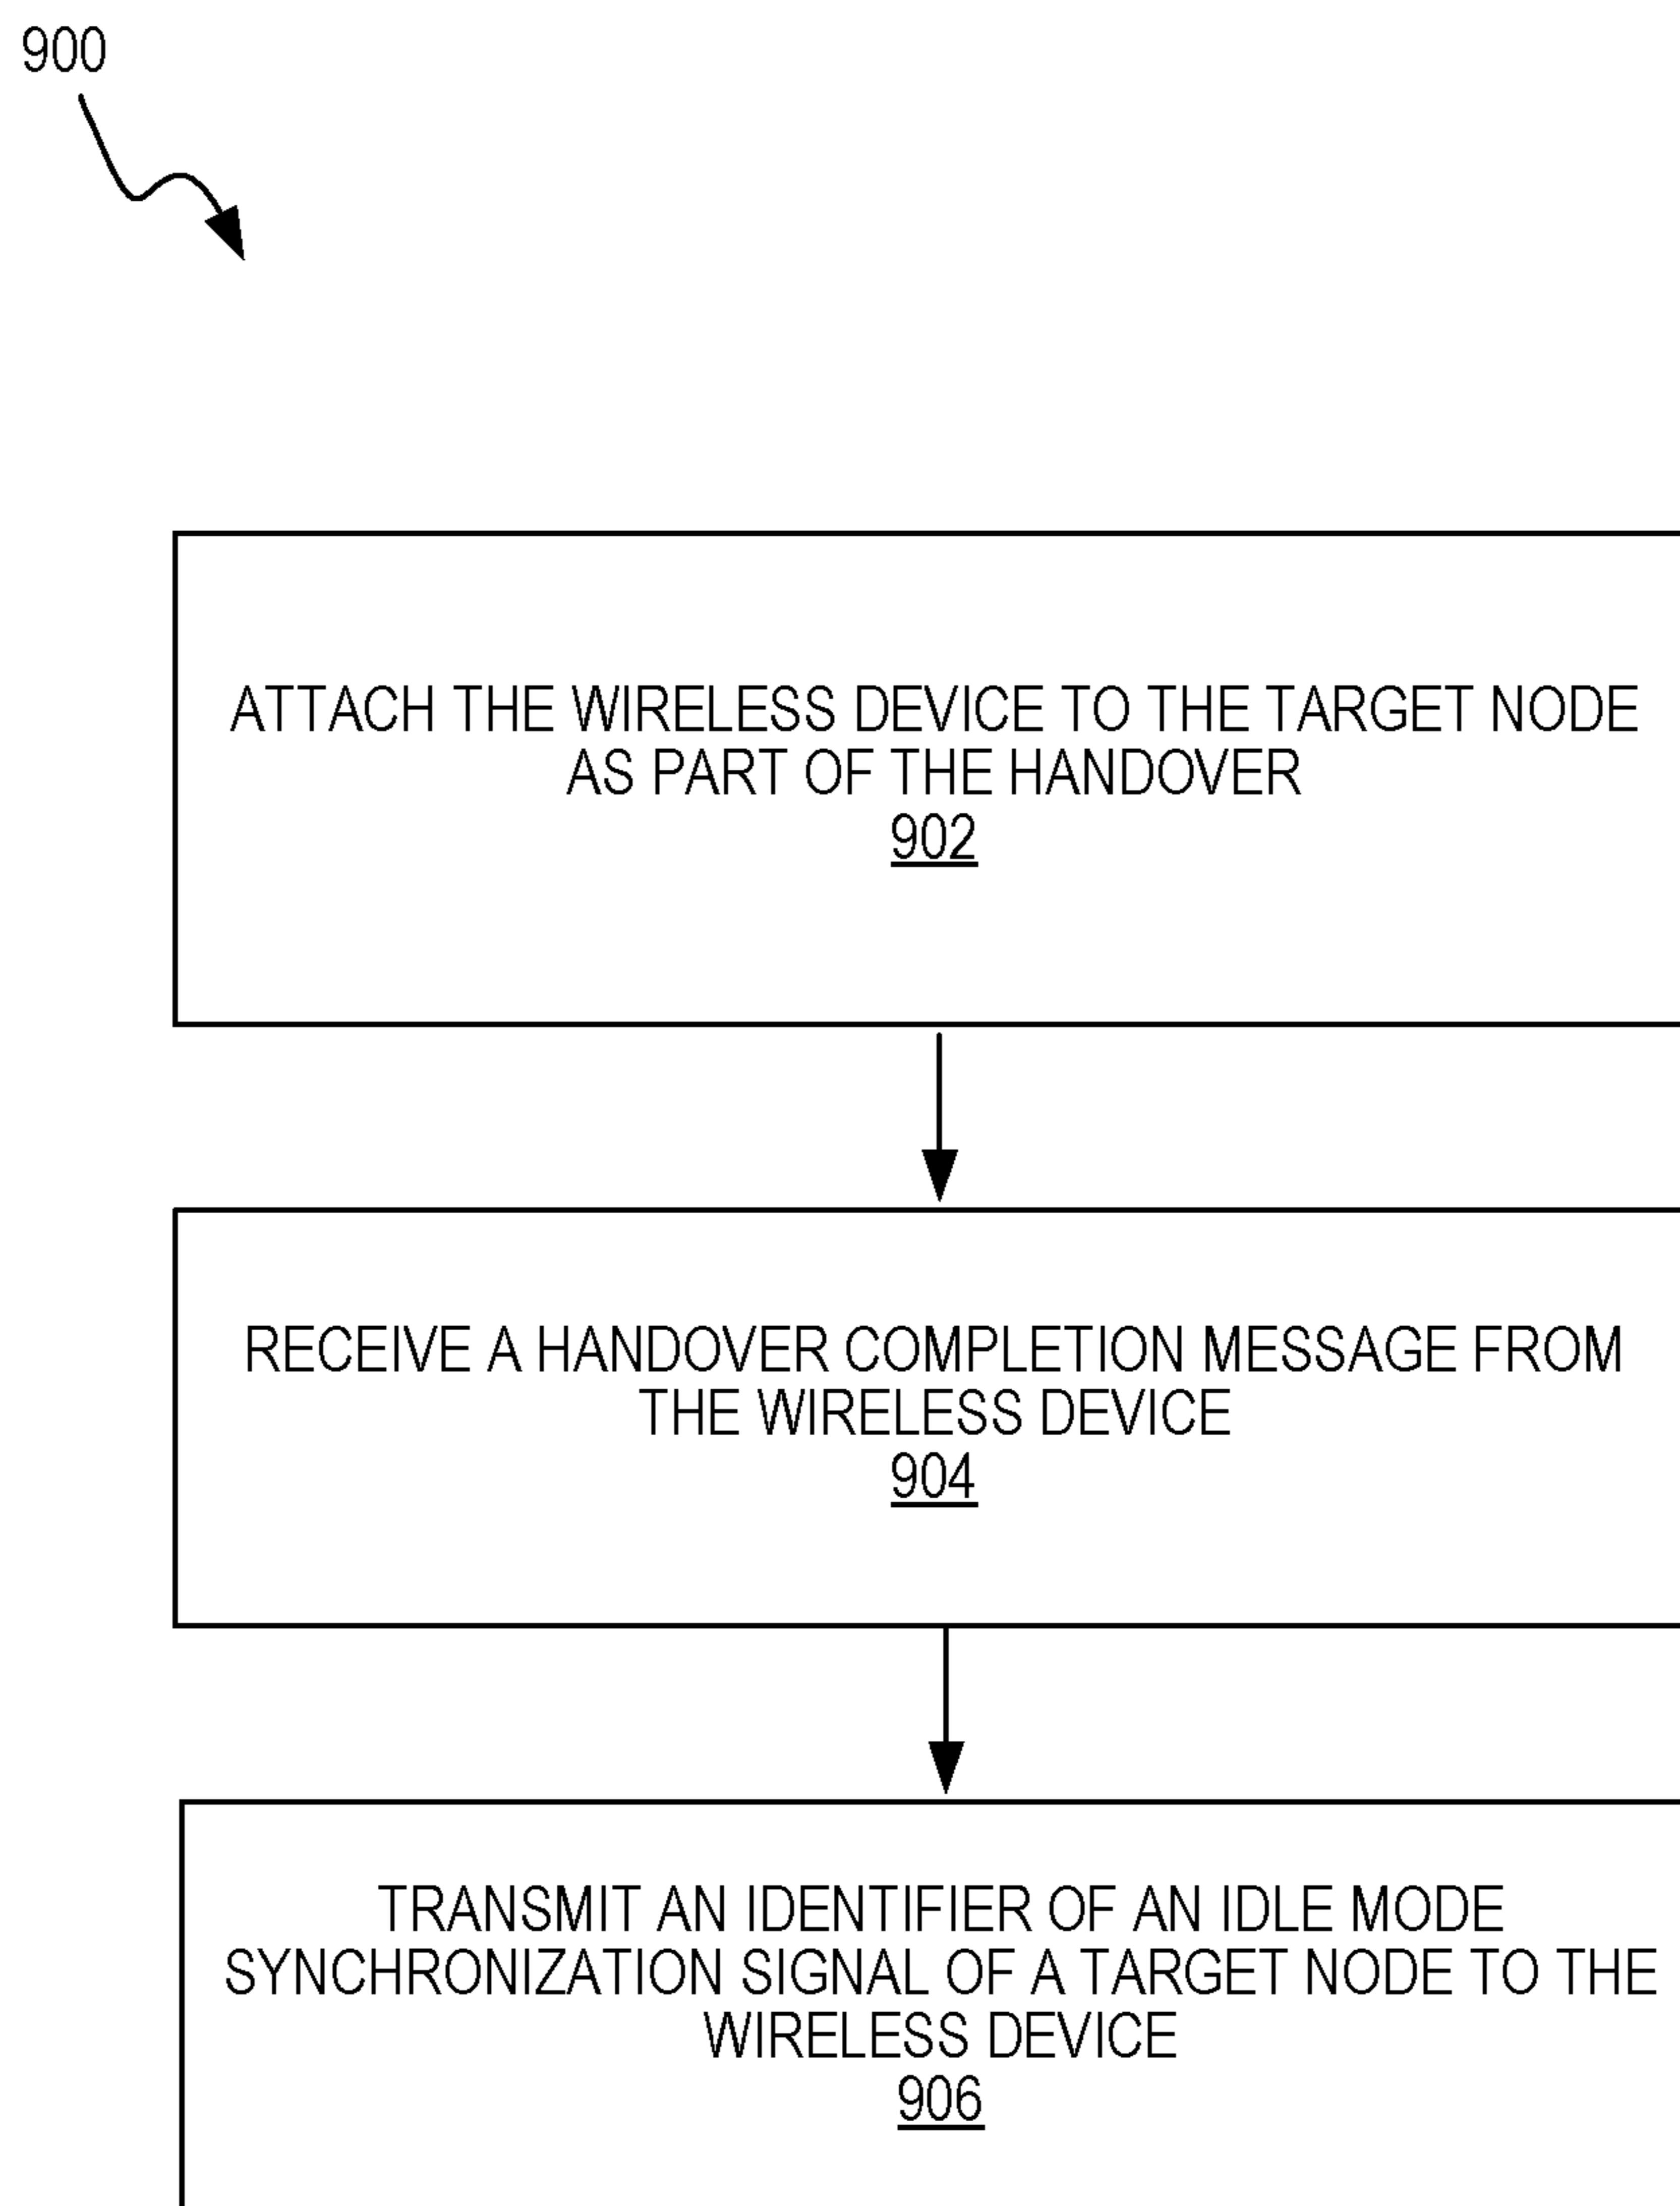 900
ATTACH THE WIRELESS DEVICE TO THE TARGET NODE
AS PART OF THE HANDOVER
902
RECEIVE A HANDOVER COMPLETION MESSAGE FROM
THE WIRELESS DEVICE
904
TRANSMIT AN IDENTIFIER OF AN IDLE MODE
SYNCHRONIZATION SIGNAL OF A TARGET NODE TO THE
WIRELESS DEVICE
906